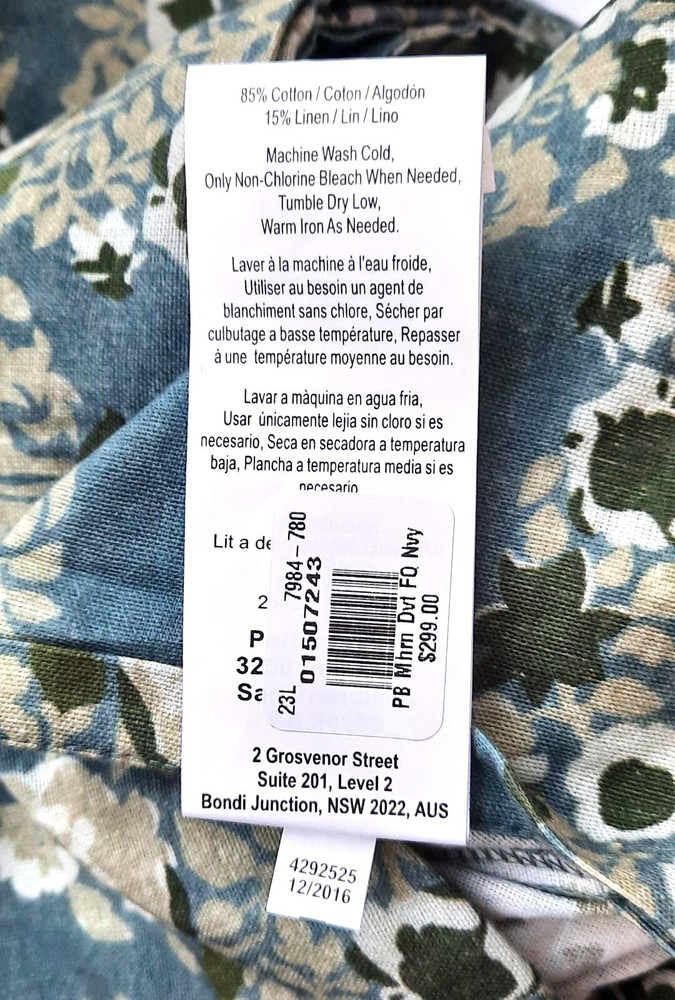 85% Cotton / Coton / Algodón
15% Linen / Lin / Lino
Machine Wash Cold,
Only Non-Chlorine Bleach When Needed,
Tumble Dry Low,
Warm Iron As Needed.
Laver à la machine à l'eau froide,
Utiliser au besoin un agent de
blanchiment sans chlore, Sécher par
culbutage a basse température, Repasser
à une température moyenne au besoin.
Lavar a màquina en agua fria,
Usar únicamente lejia sin cloro si es
necesario, Seca en secadora a temperatura
baja, Plancha a temperatura media si es
necesario
Lit a de
2
P
32
Sa
23L 7984-780
01507243
PB Mhrn Dvt FQ Nvy
$299.00
2 Grosvenor Street
Suite 201, Level 2
Bondi Junction, NSW 2022, AUS
4292525
12/2016